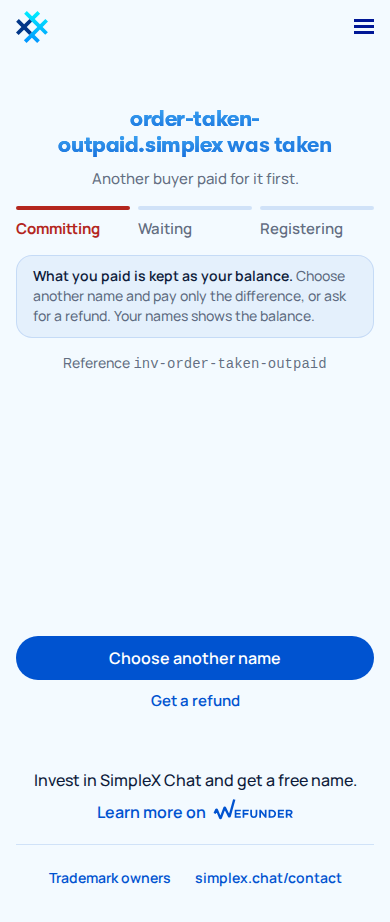 order-taken-
outpaid.simplex was taken
Another buyer paid for it first.
Committing
Waiting
Registering
What you paid is kept as your balance. Choose
another name and pay only the difference, or ask
for a refund. Your names shows the balance.
Reference inv-order-taken-outpaid
Choose another name
Get a refund
Invest in SimpleX Chat and get a free name.
Learn more on WEFUNDER
Trademark owners
simplex.chat/contact